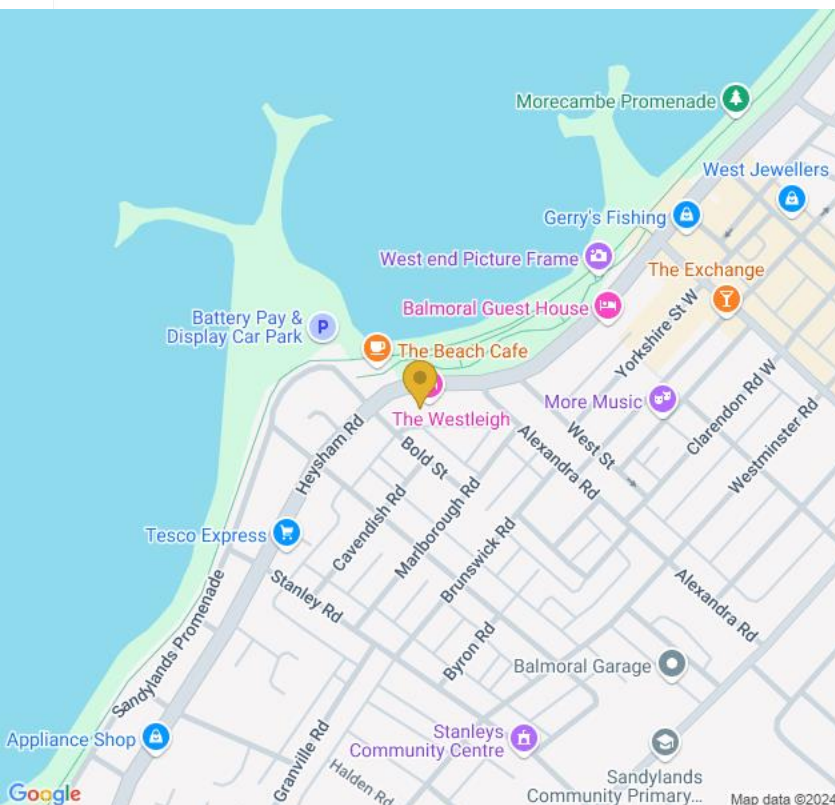 Morecambe Promenade
West Jewellers
Gerry's Fishing
West end Picture Frame
The Exchange
Balmoral Guest House
Battery Pay &
Display Car Park
P
The Beach Cafe
Yorkshire St W
The Westleigh
More Music
Clarendon Rd W
Westminster Rd
West St
Alexandra Rd
Heysham Rd
Bold St
Tesco Express
Cavendish Rd
Marlborough Rd
Brunswick Rd
Stanley Rd
Alexandra Rd
Sandylands Promenade
Byron Rd
Balmoral Garage
Appliance Shop
Stanleys
Community Centre
Granville Rd
Halden Rd
Sandylands
Community Primary...
Google
Map data ©2024